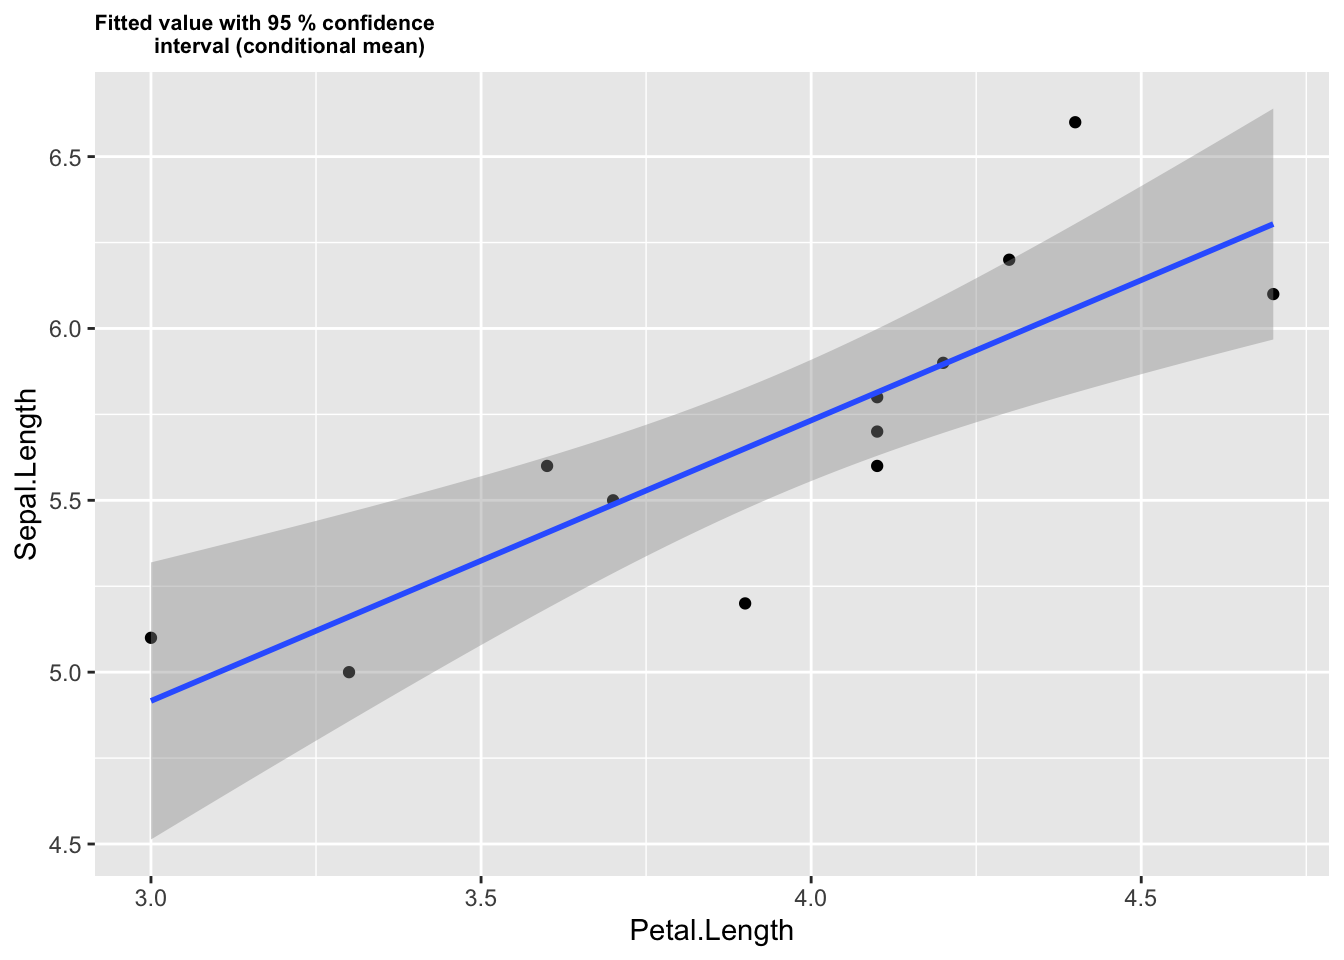 Fitted value with 95 % confidence
interval (conditional mean)
6.5
6.0
5.5
5.0
4.5
Sepal.Length
3.0 3.5 4.0 4.5
Petal.Length